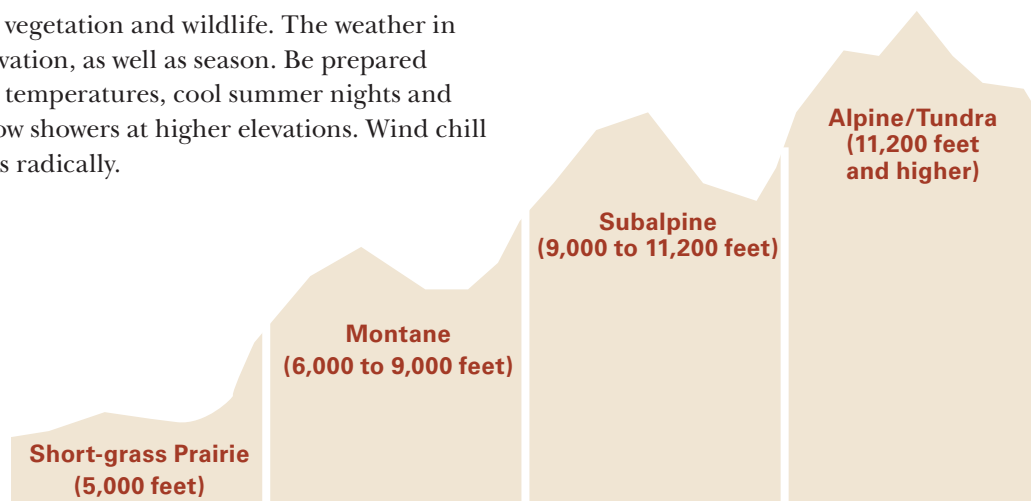 vegetation and wildlife. The weather in
as well as season. Be prepared
temperatures, cool summer nights and
showers at higher elevations. Wind chill
radically.
Alpine/Tundra
(11,200 feet
and higher)
Subalpine
(9,000 to 11,200 feet)
Montane
(6,000 to 9,000 feet)
Short-grass Prairie
(5,000 feet)